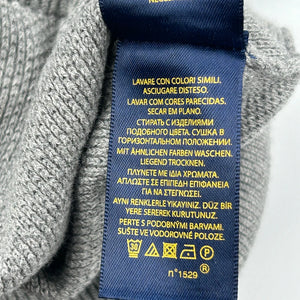 LAVARE CON COLORI SIMILI.
ASCIUGARE DISTESO.
LAVAR COM CORES PARECIDAS.
SECAR EM PLANO.
СТИРАТЬ С ИЗДЕЛИЯМИ
ПОДОБНОГО ЦВЕТА. СУШКА В
ГОРИЗОНТАЛЬНОМ ПОЛОЖЕНИИ.
MIT ÄHNLICHEN FARBEN WASCHEN.
LIEGEND TROCKNEN.
ΠΛΥΝΕΤΕ ΜΕ ΙΔΙΑ ΧΡΩΜΑΤΑ.
ΑΠΛΩΣΤΕ ΣΕ ΕΠΙΠΕΔΗ ΕΠΙΦΑΝΕΙΑ
ΓΙΑ ΝΑ ΣΤΕΓΝΩΣΕΙ.
AYNI RENKLERLE YIKAYINIZ. DÜZ BİR
YERE SEREREK KURUTUNUZ.
PERTE S PODOBNÝMI BARVAMI.
SUŠTE VE VODOROVNÉ POLOZE.
30
n°1529 ®